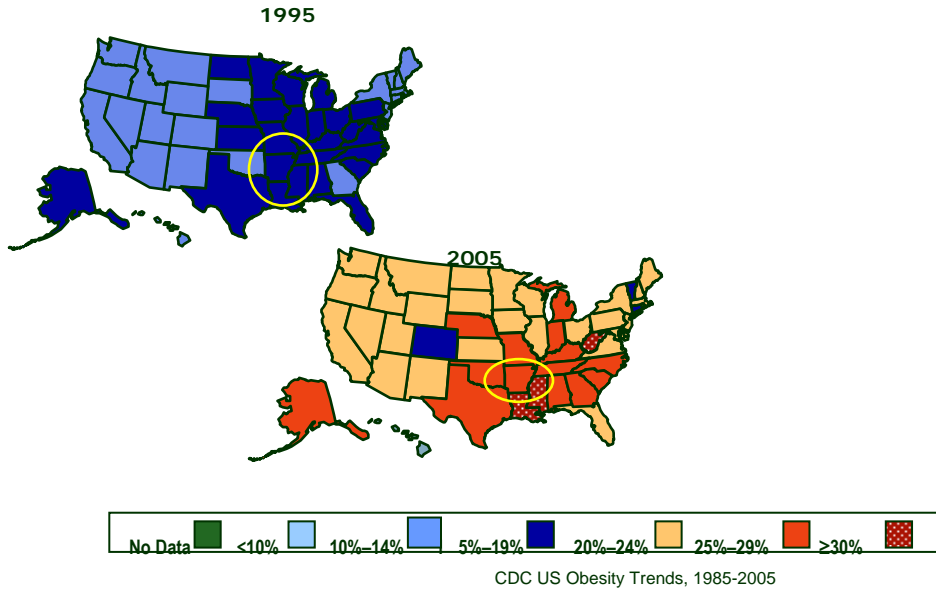 1995
2005
No Data <10% 10%–14% 5%–19% 20%–24% 25%–29% ≥30%
CDC US Obesity Trends, 1985-2005